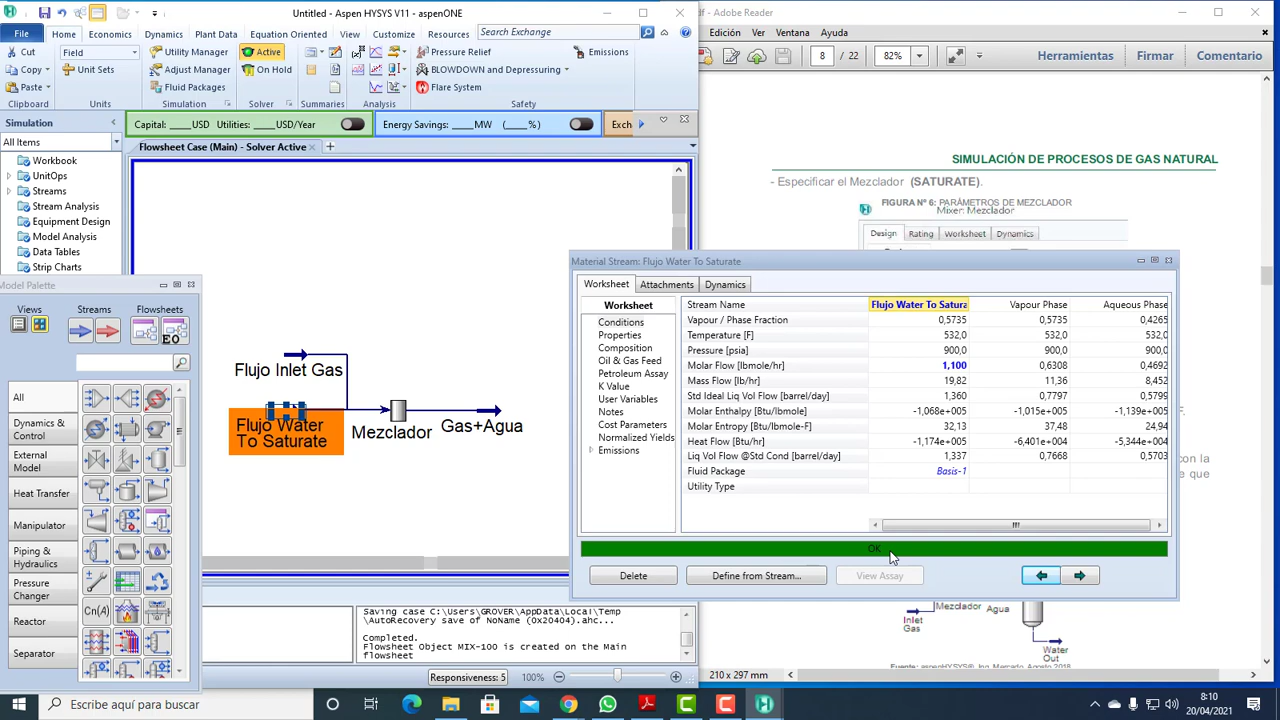 Untitled - Aspen HYSYS V11 - aspenONE
File Home Economics Dynamics Plant Data Equation Oriented View Customize Resources Search Exchange
Cut Copy Paste Clipboard
Field Unit Sets Units
Utility Manager Adjust Manager Fluid Packages Simulation
Active On Hold Solver
Summaries Analysis
Pressure Relief BLOWDOWN and Depressuring Flare System Safety
Emissions
Capital: ____USD Utilities: ____USD/Year Energy Savings: ____MW (____%) Exch
Simulation
All Items
Workbook
UnitOps
Streams
Stream Analysis
Equipment Design
Model Analysis
Data Tables
Strip Charts
Flowsheet Case (Main) - Solver Active
Model Palette
Views Streams Flowsheets
EO
All
Dynamics & Control
External Model
Heat Transfer
Manipulator
Piping & Hydraulics
Pressure Changer
Reactor
Separator
Cn(A)
Flujo Inlet Gas
Flujo Water
To Saturate
Mezclador
Gas+Agua
Saving case C:\Users\GROVER\AppData\Local\Temp
\AutoRecovery save of NoName (0X20404).ahc...
Completed.
Flowsheet Object MIX-100 is created on the Main
flowsheet
Responsiveness: 5 100%
Material Stream: Flujo Water To Saturate
Worksheet Attachments Dynamics
Worksheet
Conditions
Properties
Composition
Oil & Gas Feed
Petroleum Assay
K Value
User Variables
Notes
Cost Parameters
Normalized Yields
Emissions
Stream Name Flujo Water To Satura Vapour Phase Aqueous Phase
Vapour / Phase Fraction 0,5735 0,5735 0,4265
Temperature [F] 532,0 532,0 532,
Pressure [psia] 900,0 900,0 900,
Molar Flow [lbmole/hr] 1,100 0,6308 0,4692
Mass Flow [lb/hr] 19,82 11,36 8,452
Std Ideal Liq Vol Flow [barrel/day] 1,360 0,7797 0,5799
Molar Enthalpy [Btu/lbmole] -1,068e+005 -1,015e+005 -1,139e+005
Molar Entropy [Btu/lbmole-F] 32,13 37,48 24,94
Heat Flow [Btu/hr] -1,174e+005 -6,401e+004 -5,344e+004
Liq Vol Flow @Std Cond [barrel/day] 1,337 0,7668 0,5703
Fluid Package Basis-1
Utility Type
OK
Delete Define from Stream... View Assay
.pdf - Adobe Reader
Edición Ver Ventana Ayuda
8 / 22 82% Herramientas Firmar Comentario
SIMULACIÓN DE PROCESOS DE GAS NATURAL
- Especificar el Mezclador (SATURATE).
FIGURA Nº 6: PARÁMETROS DE MEZCLADOR
Mixer: Mezclador
Design Rating Worksheet Dynamics
F.
con la
que
Inlet
Gas
Mezclador
Agua
Water
Out
Fuente: aspenHYSYS®. Ing. Mercado. Agosto 2018
210 x 297 mm
Escribe aquí para buscar
8:10
20/04/2021